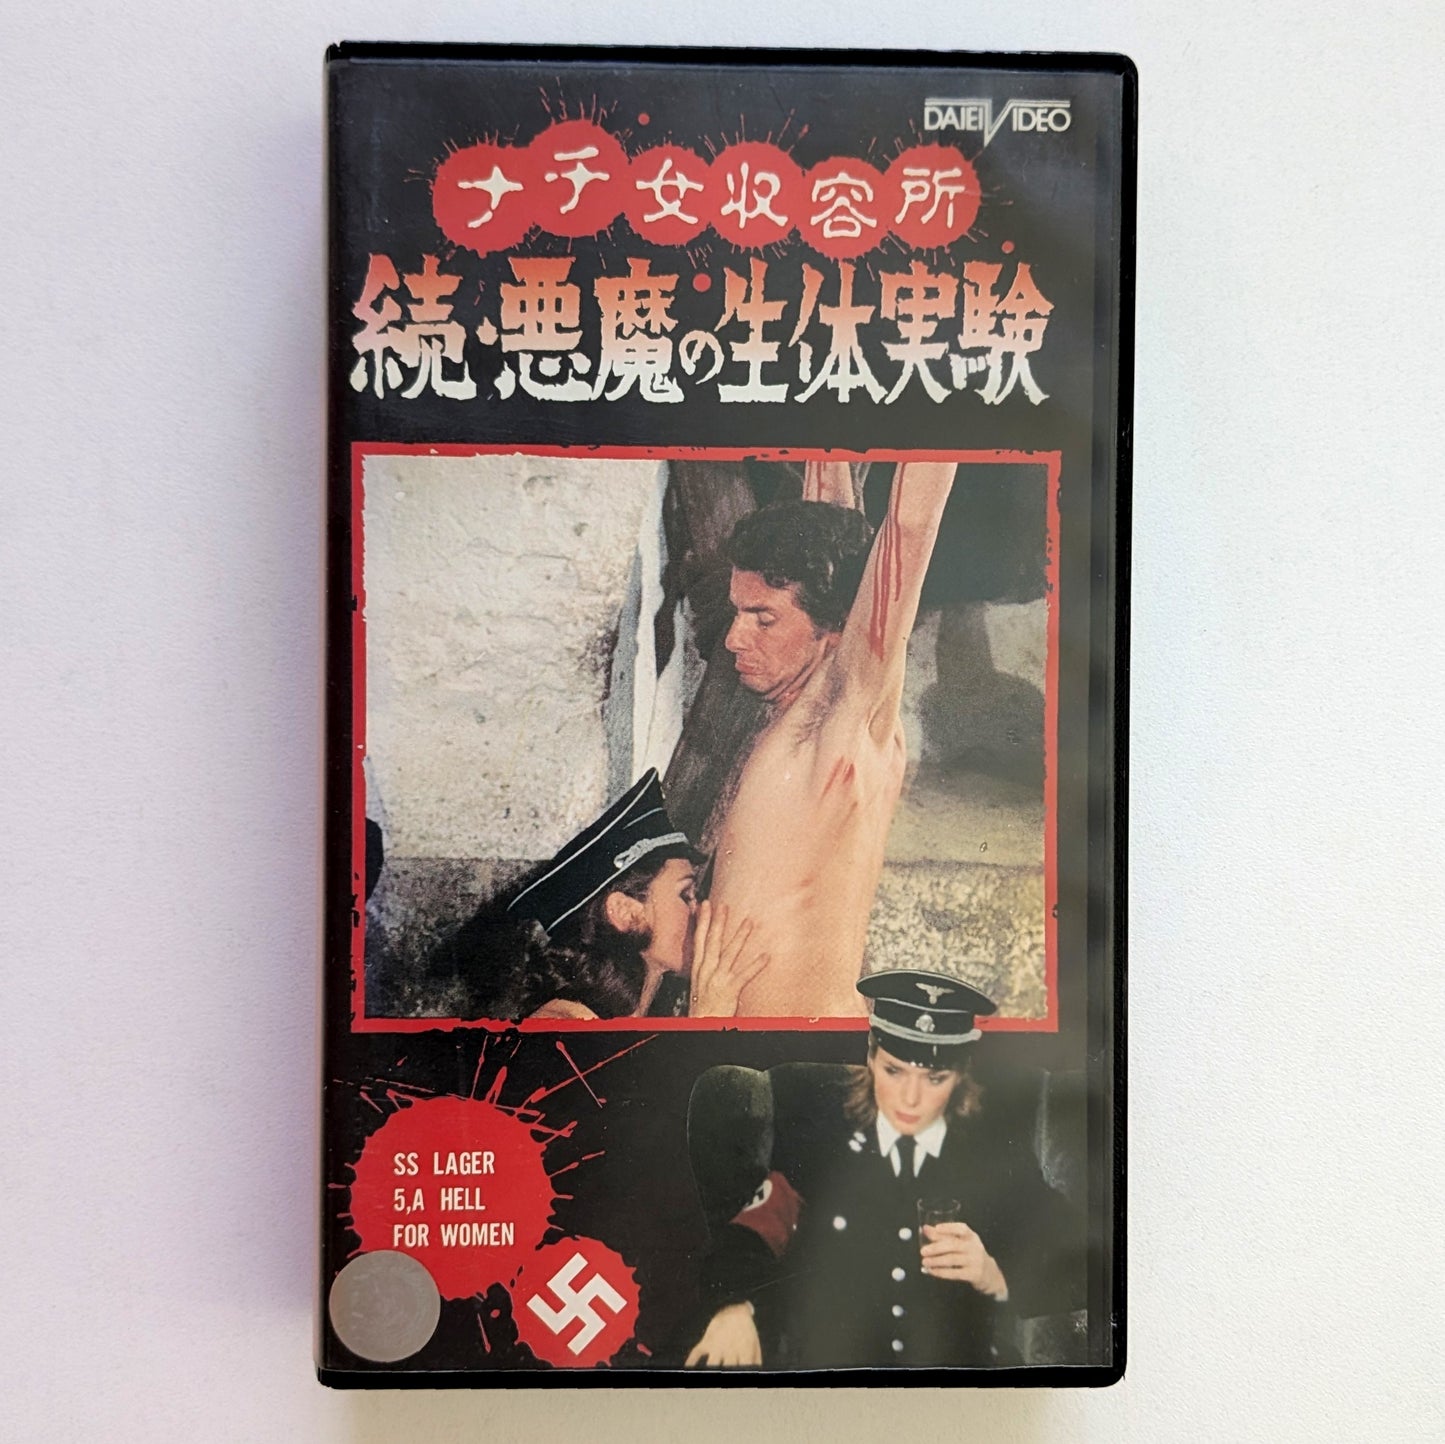 DAIEI VIDEO
ナチ女収容所
続・悪魔の生体実験
SS LAGER
5,A HELL
FOR WOMEN